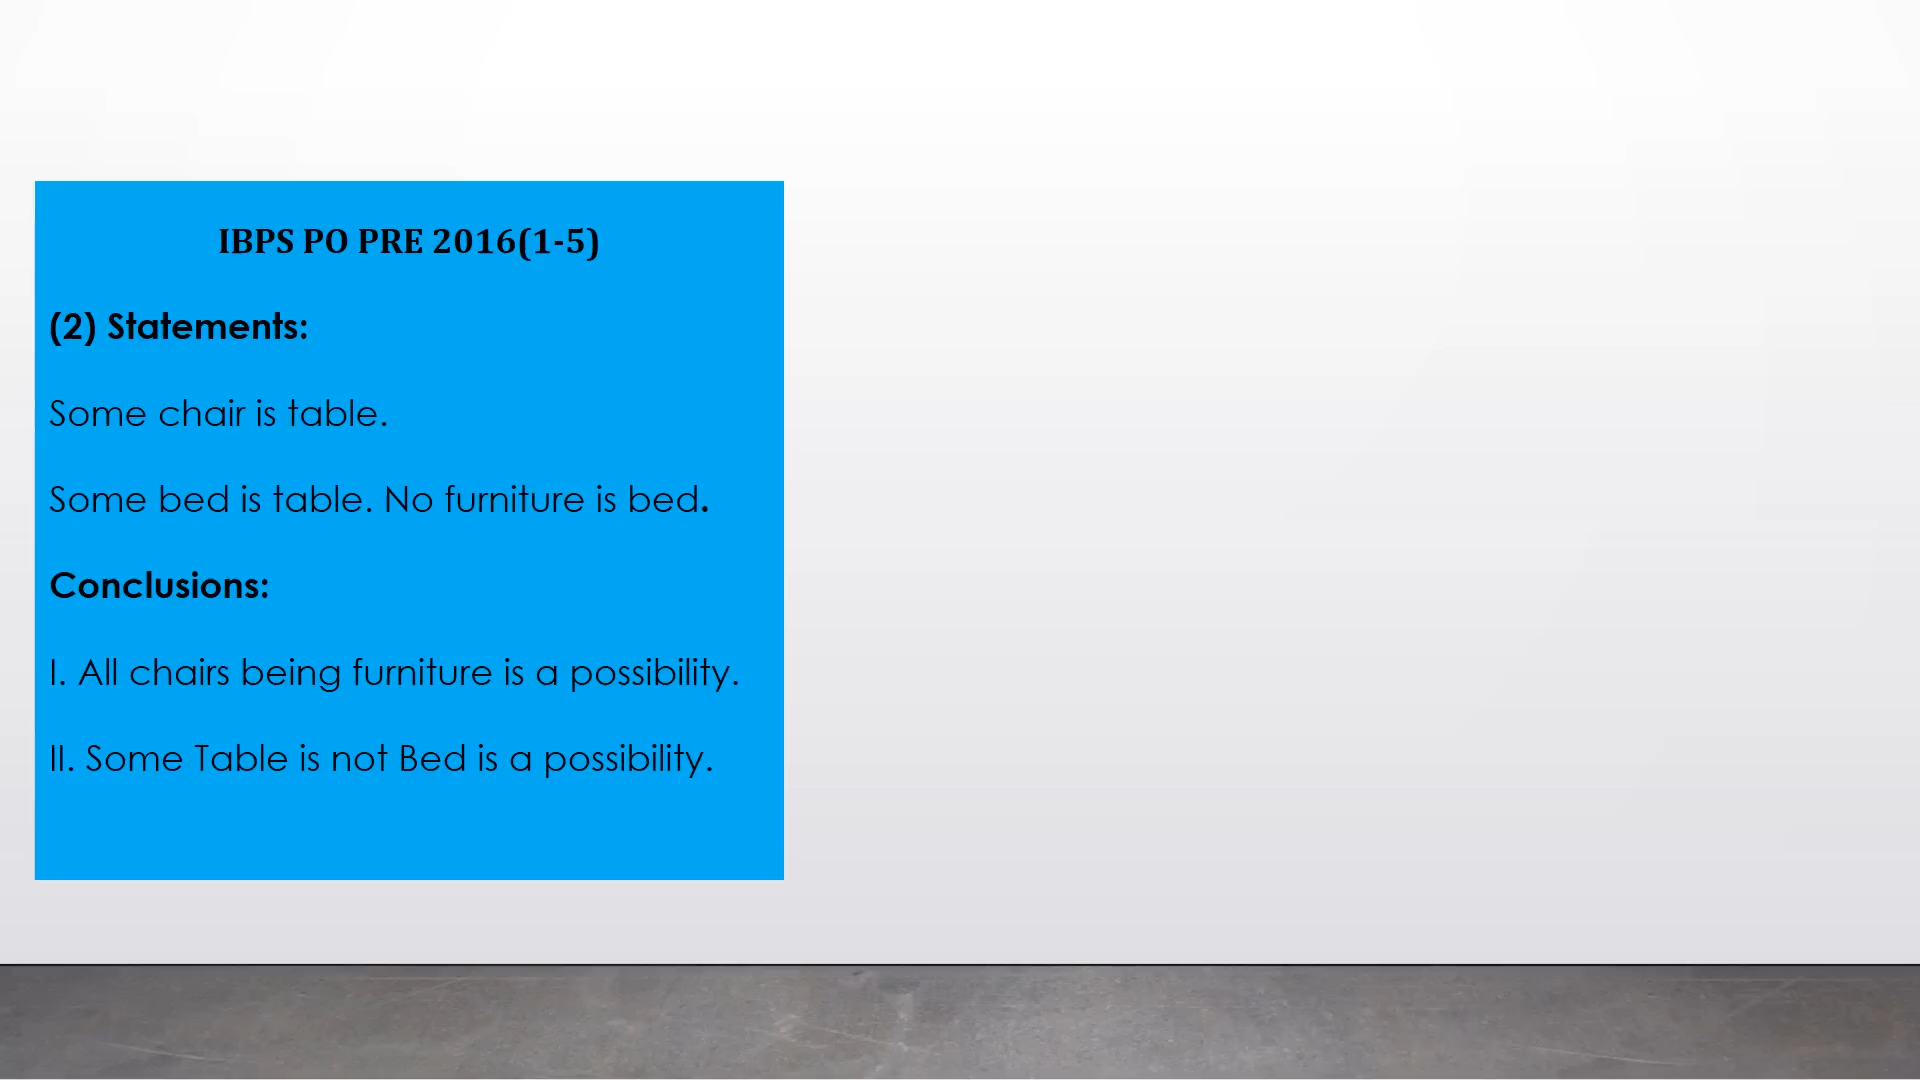 IBPS PO PRE 2016(1-5)
(2) Statements:
Some chair is table.
Some bed is table. No furniture is bed.
Conclusions:
I. All chairs being furniture is a possibility.
II. Some Table is not Bed is a possibility.